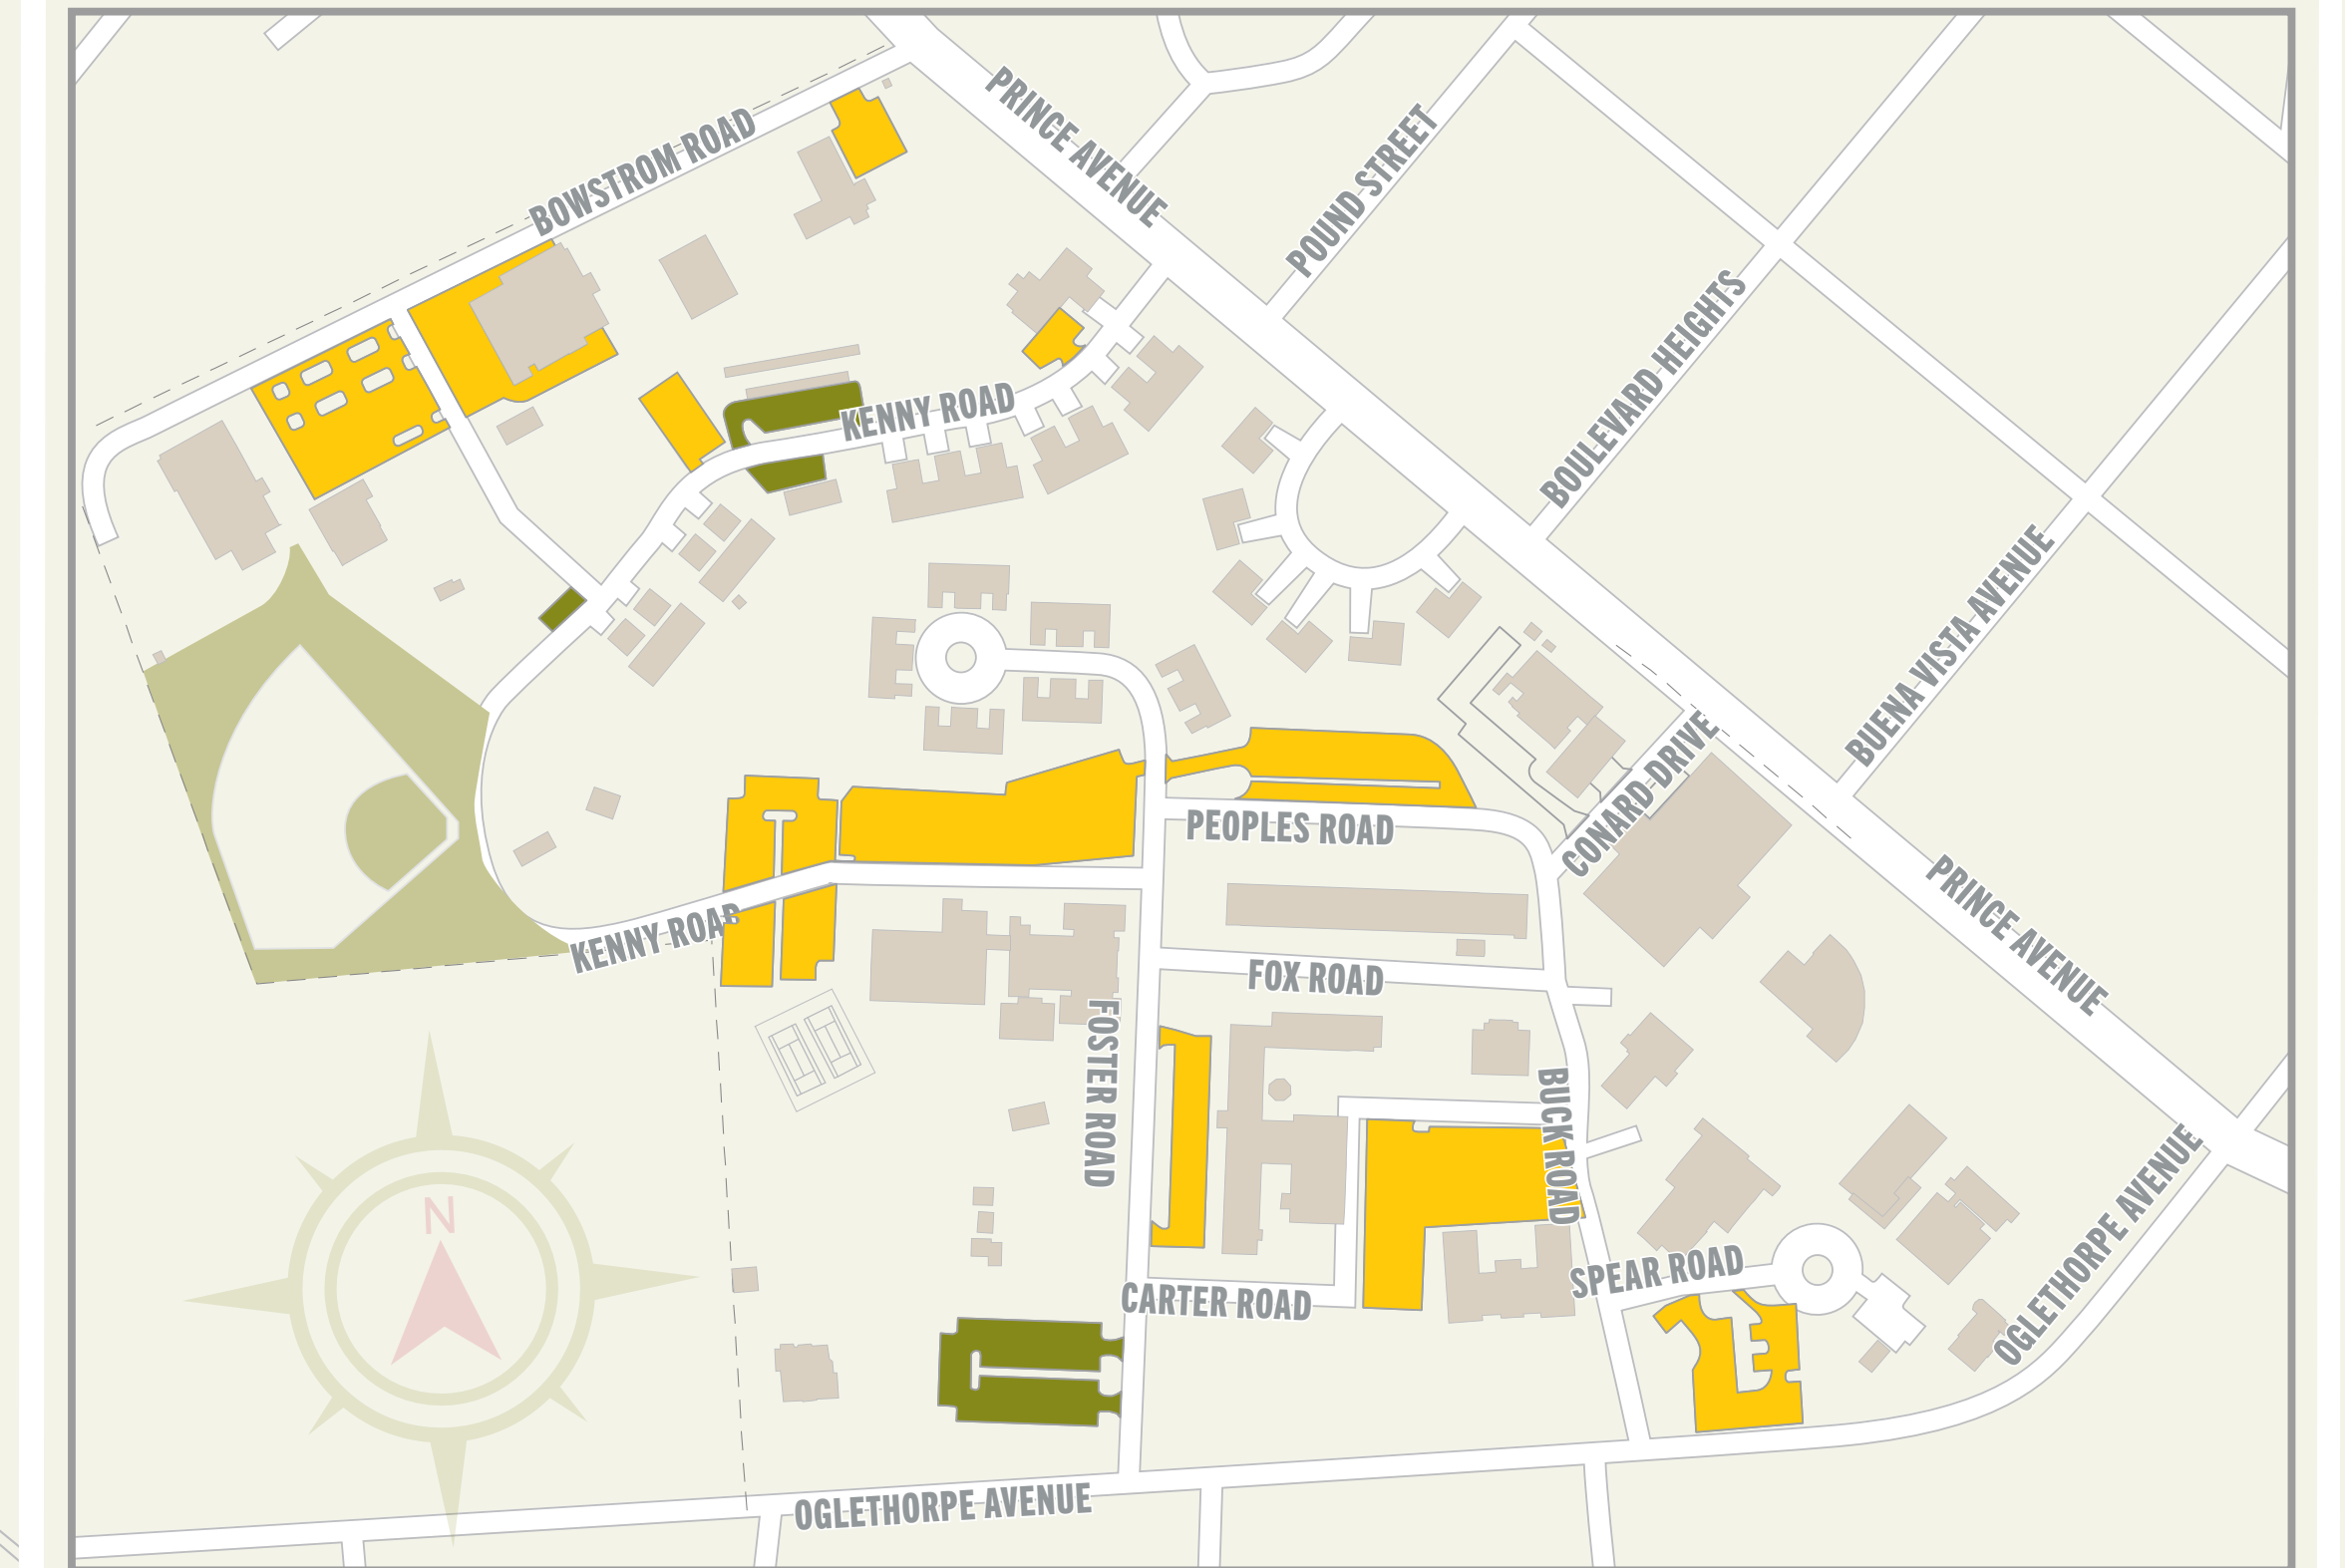 PRINCE AVENUE
BOWSTROM ROAD
POUND STREET
BOULEVARD HEIGHTS
KENNY ROAD
BUENA VISTA AVENUE
CONARD DRIVE
PEOPLES ROAD
PRINCE AVENUE
KENNY ROAD
FOX ROAD
FOSTER ROAD
BUCK ROAD
N
SPEAR ROAD
OGLETHORPE AVENUE
CARTER ROAD
OGLETHORPE AVENUE